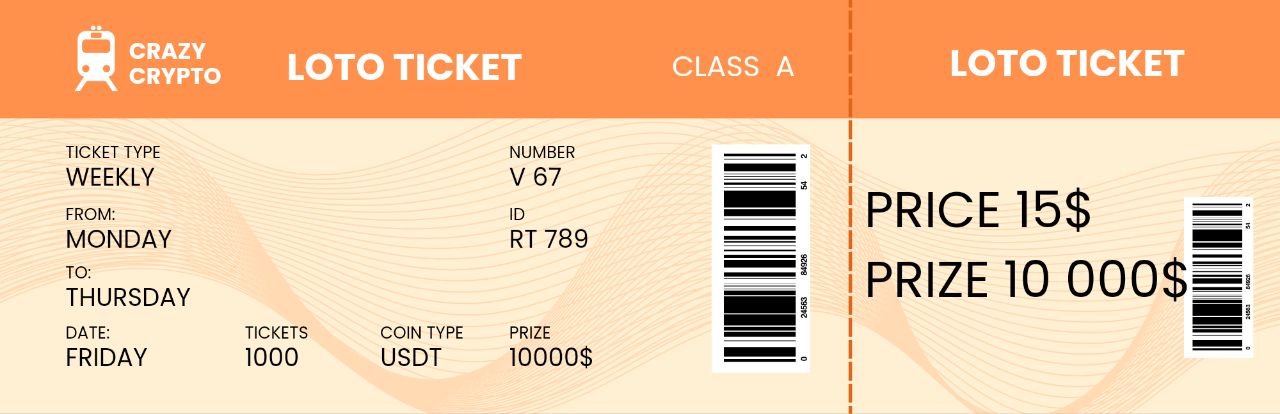 CRAZY
CRYPTO
LOTO TICKET
CLASS A
LOTO TICKET
TICKET TYPE
WEEKLY
NUMBER
V 67
FROM:
MONDAY
ID
RT 789
TO:
THURSDAY
DATE:
FRIDAY
TICKETS
1000
COIN TYPE
USDT
PRIZE
10000$
0 24563 84926 54 2
PRICE 15$
PRIZE 10 000$
0 24563 84926 54 2